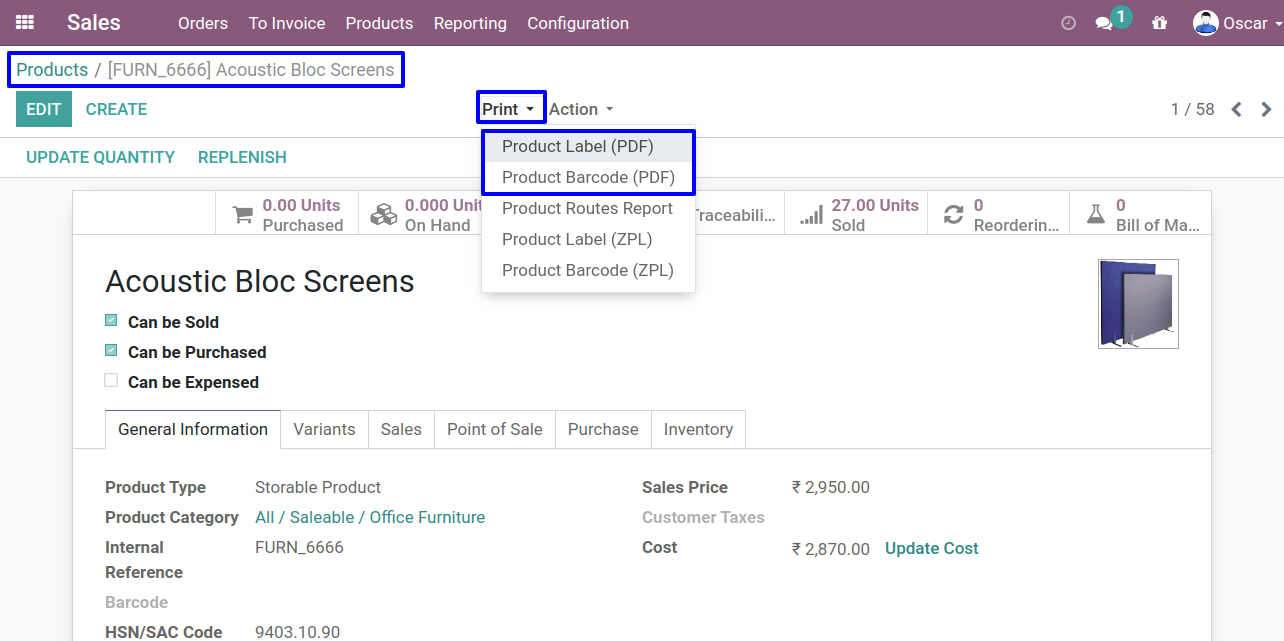 Sales Orders To Invoice Products Reporting Configuration 1 Oscar
Products / [FURN_6666] Acoustic Bloc Screens
EDIT CREATE Print Action 1 / 58
Product Label (PDF)
Product Barcode (PDF)
Product Routes Report
Product Label (ZPL)
Product Barcode (ZPL)
UPDATE QUANTITY REPLENISH
0.00 Units
Purchased
0.000 Unit
On Hand
Traceabili...
27.00 Units
Sold
0
Reorderin...
0
Bill of Ma...
Acoustic Bloc Screens
Can be Sold
Can be Purchased
Can be Expensed
General Information Variants Sales Point of Sale Purchase Inventory
Product Type Storable Product
Product Category All / Saleable / Office Furniture
Internal Reference FURN_6666
Barcode
HSN/SAC Code 9403.10.90
Sales Price ₹ 2,950.00
Customer Taxes
Cost ₹ 2,870.00 Update Cost